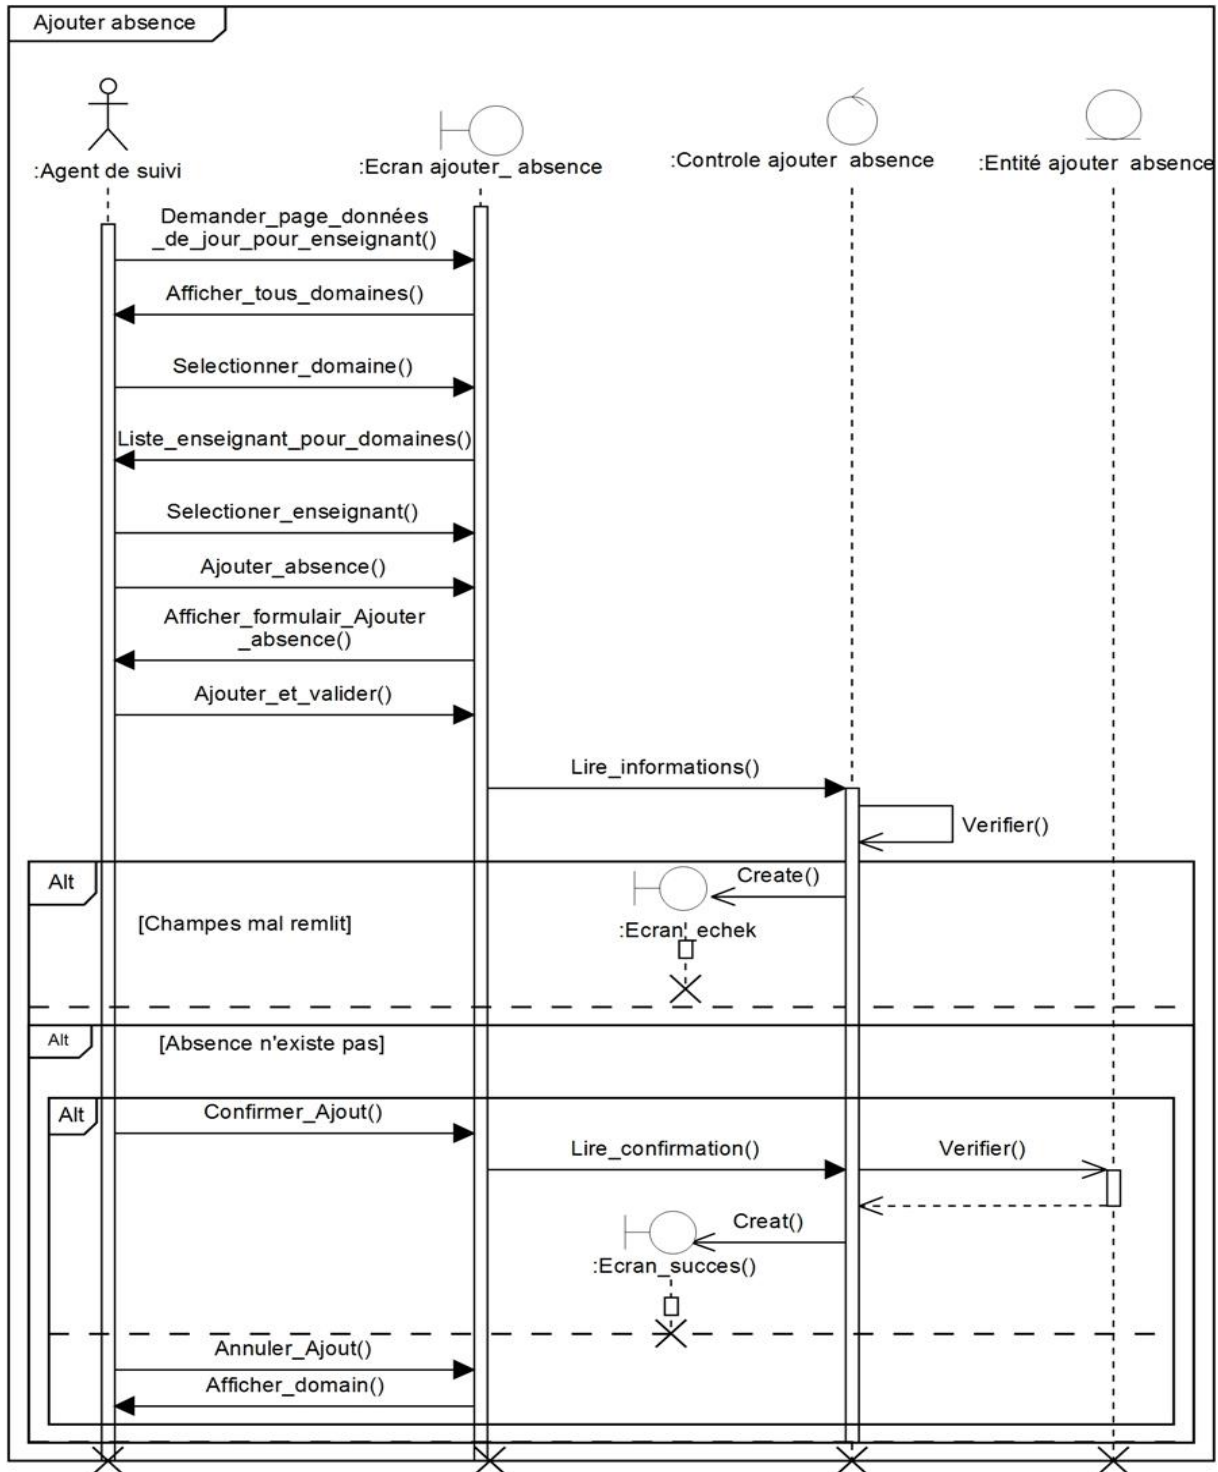 Ajouter absence
:Agent de suivi
:Ecran ajouter_ absence
:Controle ajouter absence
:Entité ajouter absence
Demander_page_données
_de_jour_pour_enseignant()
Afficher_tous_domaines()
Selectionner_domaine()
Liste_enseignant_pour_domaines()
Selectioner_enseignant()
Ajouter_absence()
Afficher_formulair_Ajouter
_absence()
Ajouter_et_valider()
Lire_informations()
Verifier()
Alt
Create()
[Champes mal remlit]
:Ecran_echek
Alt
[Absence n'existe pas]
Alt
Confirmer_Ajout()
Lire_confirmation()
Verifier()
Creat()
:Ecran_succes()
Annuler_Ajout()
Afficher_domain()